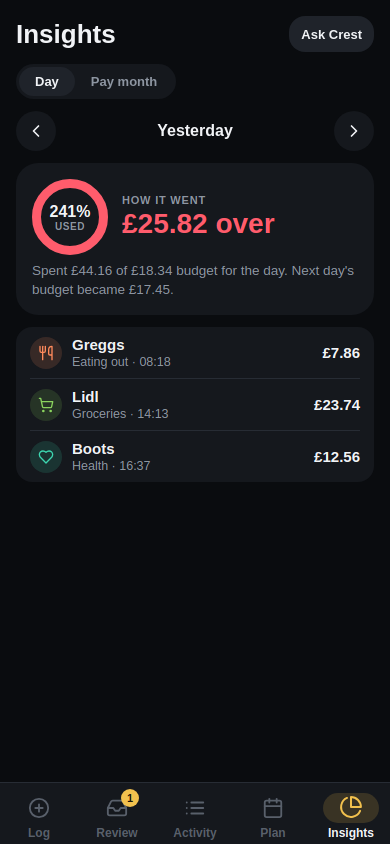 Insights
Ask Crest
Day
Pay month
Yesterday
241%
USED
HOW IT WENT
£25.82 over
Spent £44.16 of £18.34 budget for the day. Next day's
budget became £17.45.
Greggs
Eating out · 08:18
£7.86
Lidl
Groceries · 14:13
£23.74
Boots
Health · 16:37
£12.56
1
Log
Review
Activity
Plan
Insights